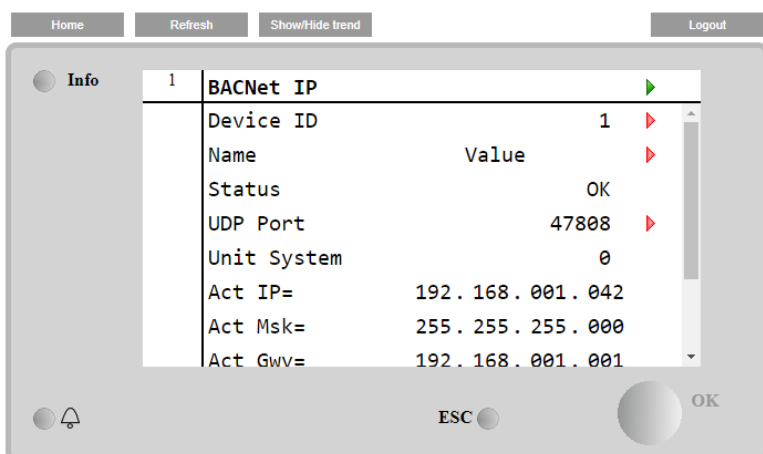 Home Refresh Show/Hide trend Logout
Info 1 BACNet IP
Device ID 1
Name Value
Status OK
UDP Port 47808
Unit System 0
Act IP= 192.168.001.042
Act Msk= 255.255.255.000
Act Gwy= 192.168.001.001
ESC OK